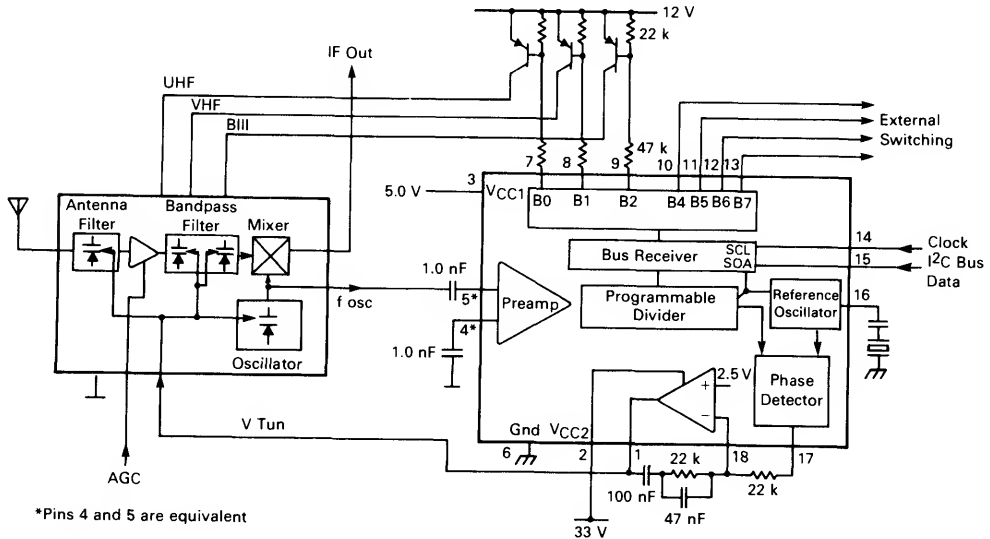 12 V
22 k
IF Out
UHF
VHF
BIII
External
Switching
47 k
7
8
9
10
11
12
13
3
5.0 V
VCC1
B0
B1
B2
B4
B5
B6
B7
Antenna
Filter
Bandpass
Filter
Mixer
Oscillator
f osc
1.0 nF
5*
4*
1.0 nF
Preamp
Bus Receiver
SCL
SOA
14
15
Clock
I2C Bus
Data
Programmable
Divider
Reference
Oscillator
16
Phase
Detector
2.5 V
+
−
Gnd
VCC2
6
2
1
18
17
22 k
22 k
100 nF
47 nF
33 V
V Tun
AGC
*Pins 4 and 5 are equivalent